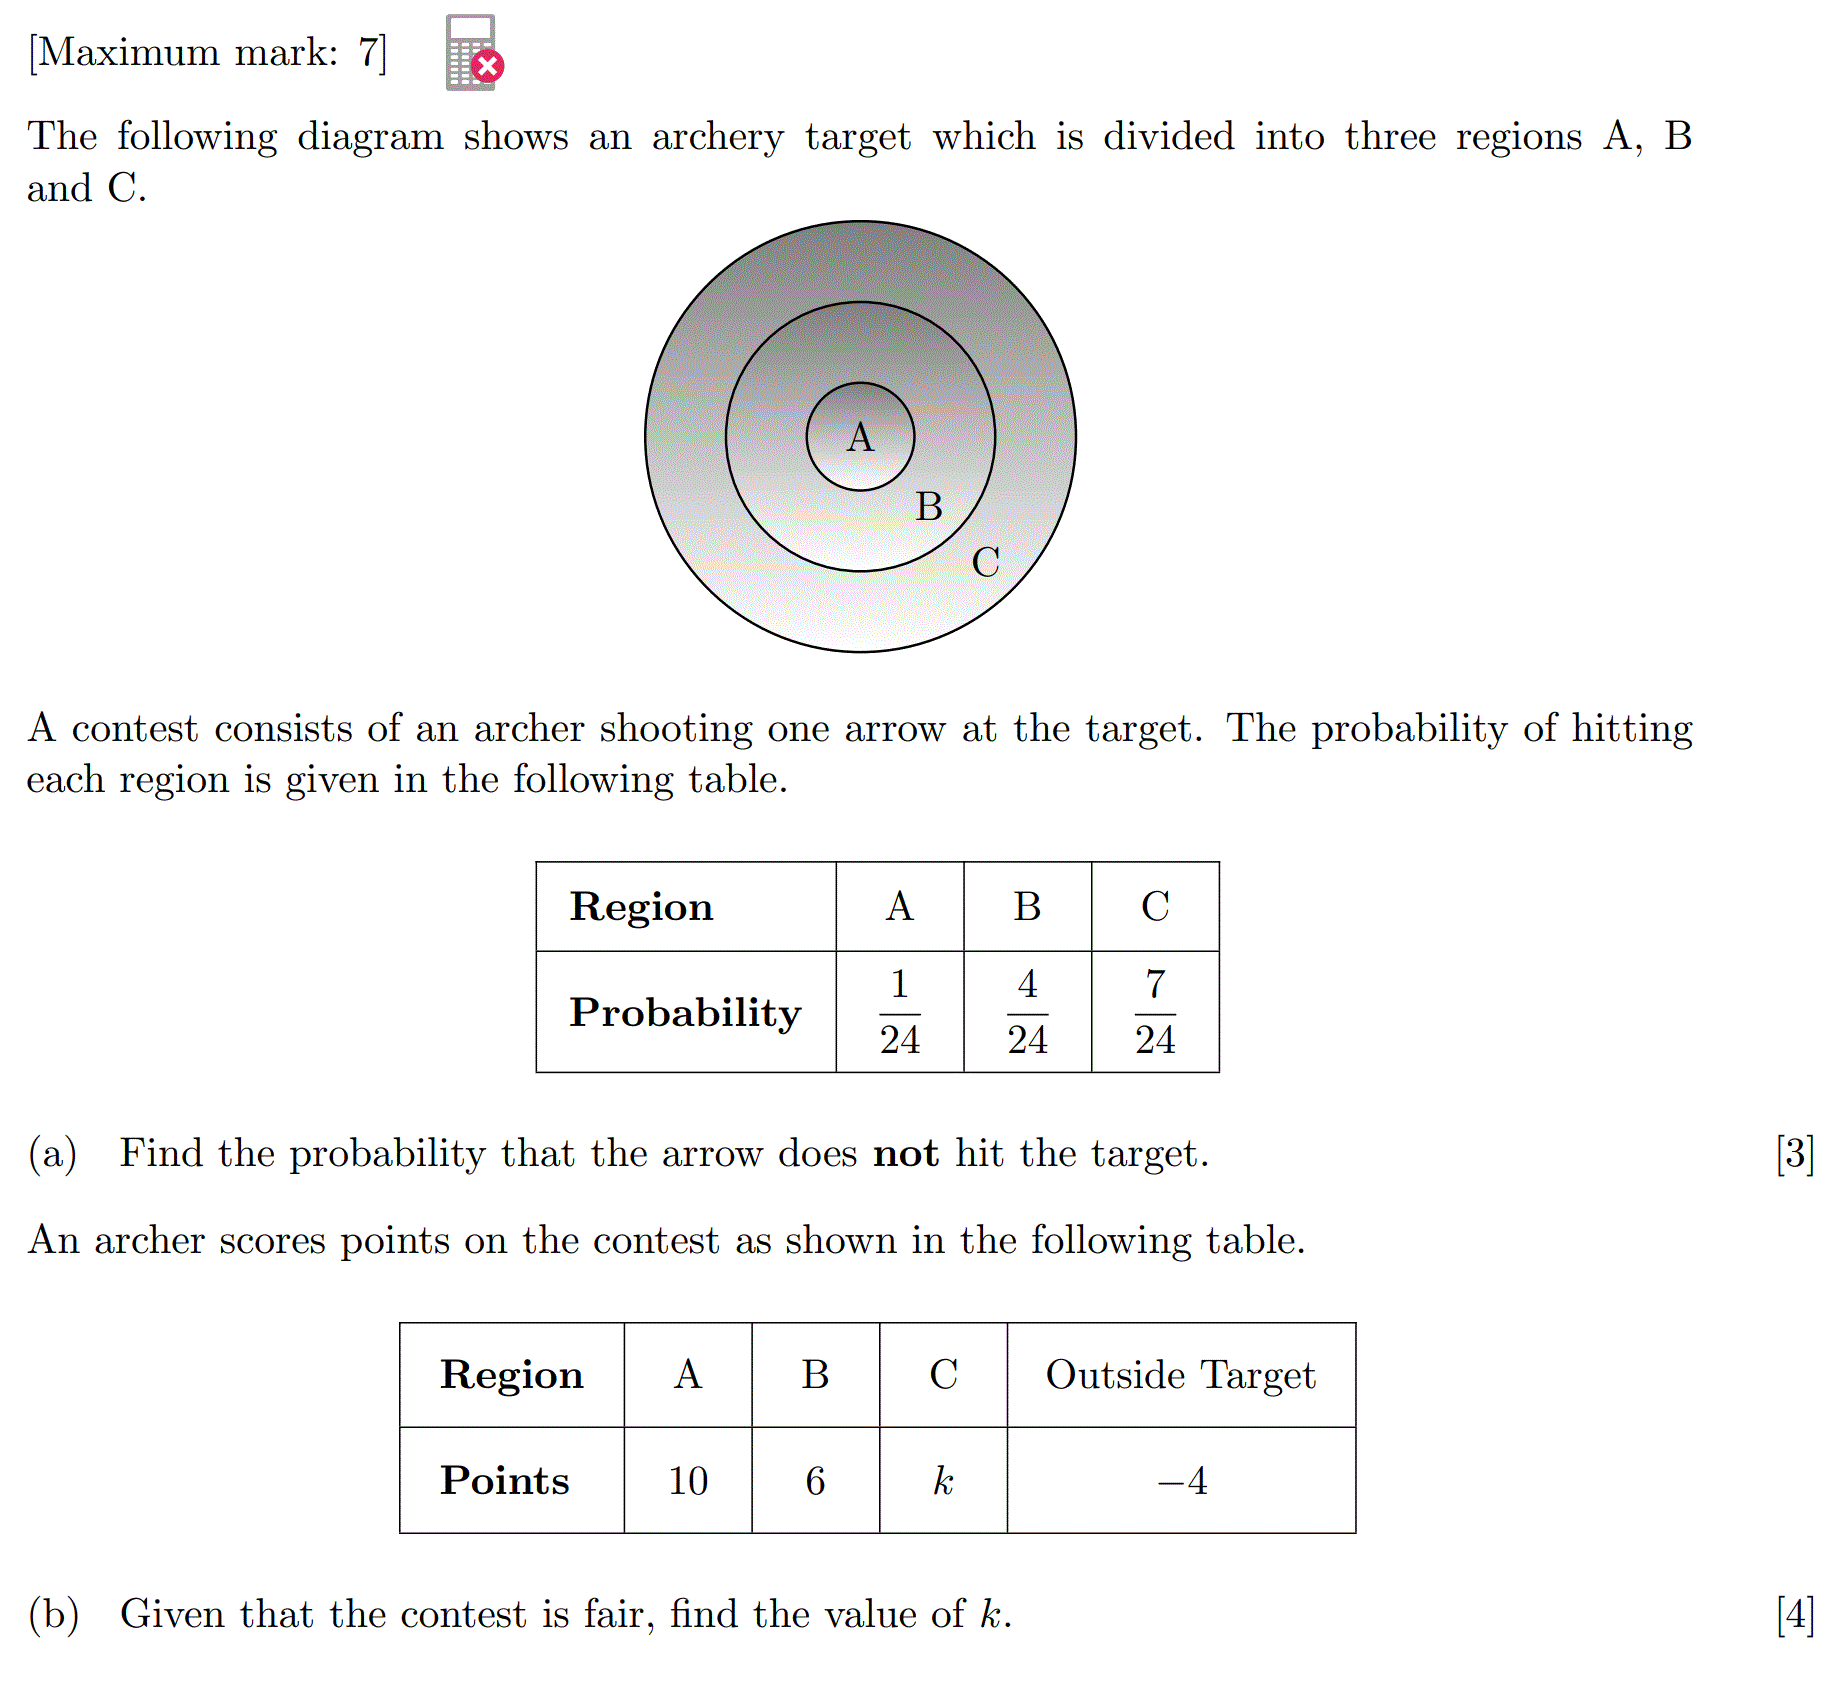 [Maximum mark: 7]
The following diagram shows an archery target which is divided into three regions A, B
and C.
A
B
C
A contest consists of an archer shooting one arrow at the target. The probability of hitting
each region is given in the following table.
Region A B C
Probability 1/24 4/24 7/24
(a) Find the probability that the arrow does not hit the target. [3]
An archer scores points on the contest as shown in the following table.
Region A B C Outside Target
Points 10 6 k −4
(b) Given that the contest is fair, find the value of k. [4]